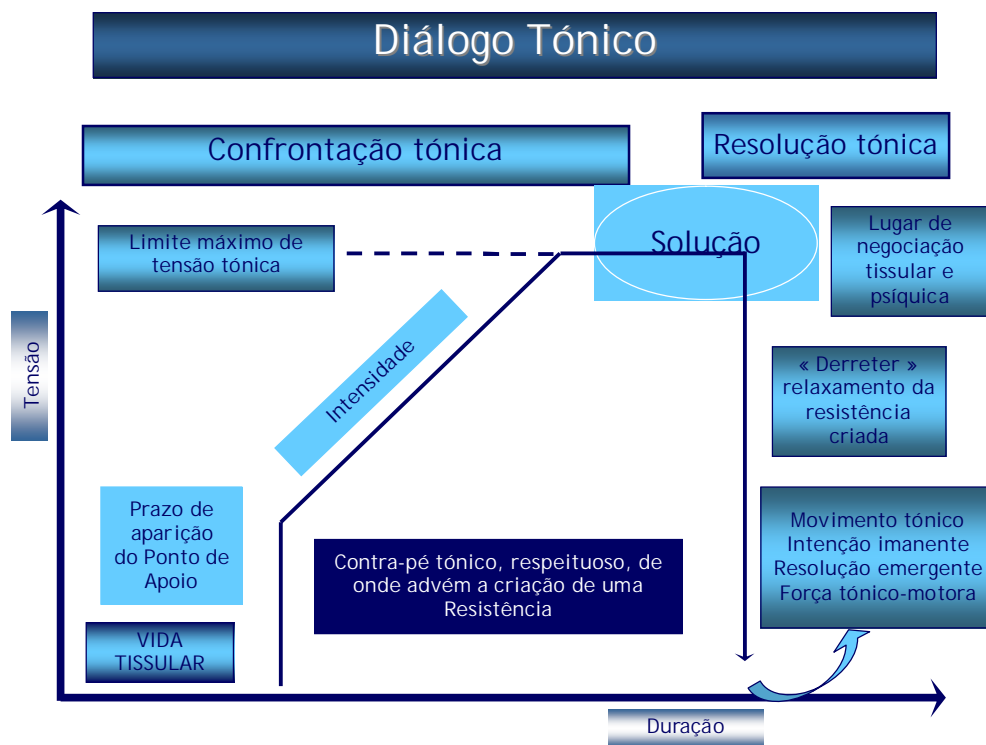 Diálogo Tónico
Confrontação tónica
Resolução tónica
Limite máximo de
tensão tónica
Solução
Lugar de
negociação
tissular e
psíquica
Tensão
Intensidade
« Derreter »
relaxamento da
resistência
criada
Prazo de
aparição
do Ponto de
Apoio
Contra-pé tónico, respeituoso, de
onde advém a criação de uma
Resistência
Movimento tónico
Intenção imanente
Resolução emergente
Força tónico-motora
VIDA
TISSULAR
Duração